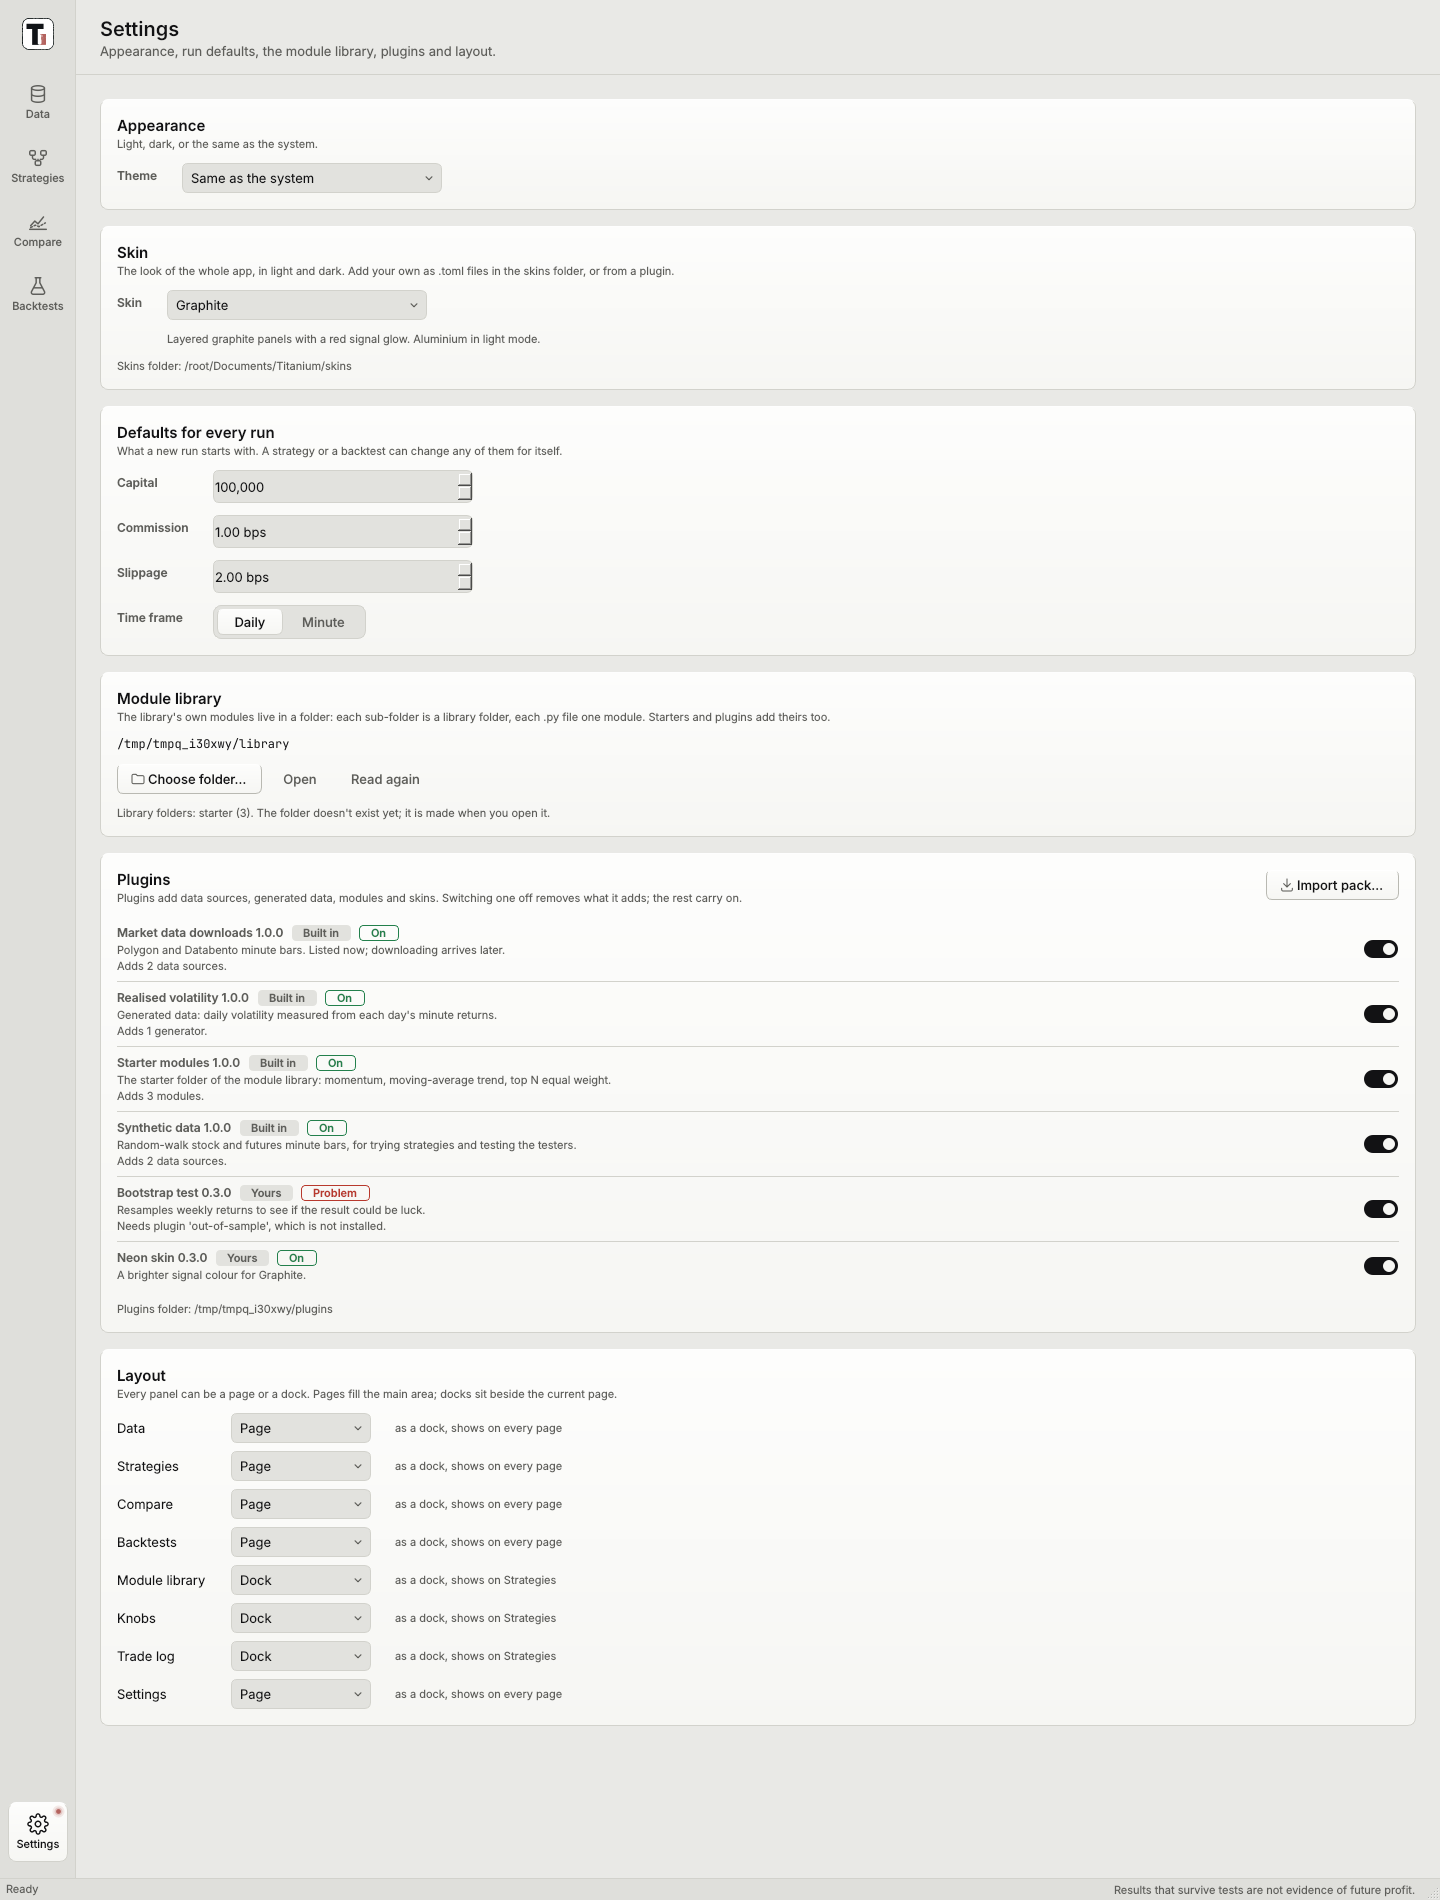 Ti
Settings
Appearance, run defaults, the module library, plugins and layout.
Data
Strategies
Compare
Backtests
Appearance
Light, dark, or the same as the system.
Theme Same as the system
Skin
The look of the whole app, in light and dark. Add your own as .toml files in the skins folder, or from a plugin.
Skin Graphite
Layered graphite panels with a red signal glow. Aluminium in light mode.
Skins folder: /root/Documents/Titanium/skins
Defaults for every run
What a new run starts with. A strategy or a backtest can change any of them for itself.
Capital 100,000
Commission 1.00 bps
Slippage 2.00 bps
Time frame Daily Minute
Module library
The library's own modules live in a folder: each sub-folder is a library folder, each .py file one module. Starters and plugins add theirs too.
/tmp/tmpq_i30xwy/library
Choose folder... Open Read again
Library folders: starter (3). The folder doesn't exist yet; it is made when you open it.
Plugins
Import pack...
Plugins add data sources, generated data, modules and skins. Switching one off removes what it adds; the rest carry on.
Market data downloads 1.0.0 Built in On
Polygon and Databento minute bars. Listed now; downloading arrives later.
Adds 2 data sources.
Realised volatility 1.0.0 Built in On
Generated data: daily volatility measured from each day's minute returns.
Adds 1 generator.
Starter modules 1.0.0 Built in On
The starter folder of the module library: momentum, moving-average trend, top N equal weight.
Adds 3 modules.
Synthetic data 1.0.0 Built in On
Random-walk stock and futures minute bars, for trying strategies and testing the testers.
Adds 2 data sources.
Bootstrap test 0.3.0 Yours Problem
Resamples weekly returns to see if the result could be luck.
Needs plugin 'out-of-sample', which is not installed.
Neon skin 0.3.0 Yours On
A brighter signal colour for Graphite.
Plugins folder: /tmp/tmpq_i30xwy/plugins
Layout
Every panel can be a page or a dock. Pages fill the main area; docks sit beside the current page.
Data Page as a dock, shows on every page
Strategies Page as a dock, shows on every page
Compare Page as a dock, shows on every page
Backtests Page as a dock, shows on every page
Module library Dock as a dock, shows on Strategies
Knobs Dock as a dock, shows on Strategies
Trade log Dock as a dock, shows on Strategies
Settings Page as a dock, shows on every page
Settings
Ready
Results that survive tests are not evidence of future profit.